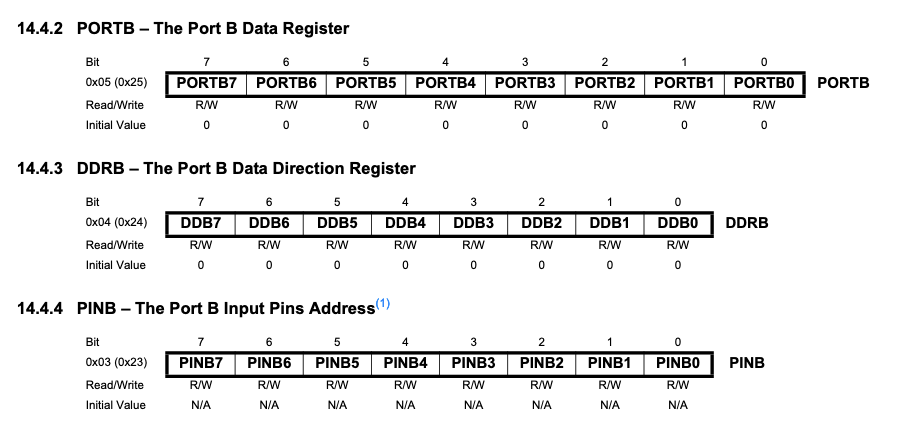 14.4.2 PORTB – The Port B Data Register
Bit 7 6 5 4 3 2 1 0
0x05 (0x25) PORTB7 PORTB6 PORTB5 PORTB4 PORTB3 PORTB2 PORTB1 PORTB0 PORTB
Read/Write R/W R/W R/W R/W R/W R/W R/W R/W
Initial Value 0 0 0 0 0 0 0 0
14.4.3 DDRB – The Port B Data Direction Register
Bit 7 6 5 4 3 2 1 0
0x04 (0x24) DDB7 DDB6 DDB5 DDB4 DDB3 DDB2 DDB1 DDB0 DDRB
Read/Write R/W R/W R/W R/W R/W R/W R/W R/W
Initial Value 0 0 0 0 0 0 0 0
14.4.4 PINB – The Port B Input Pins Address(1)
Bit 7 6 5 4 3 2 1 0
0x03 (0x23) PINB7 PINB6 PINB5 PINB4 PINB3 PINB2 PINB1 PINB0 PINB
Read/Write R/W R/W R/W R/W R/W R/W R/W R/W
Initial Value N/A N/A N/A N/A N/A N/A N/A N/A